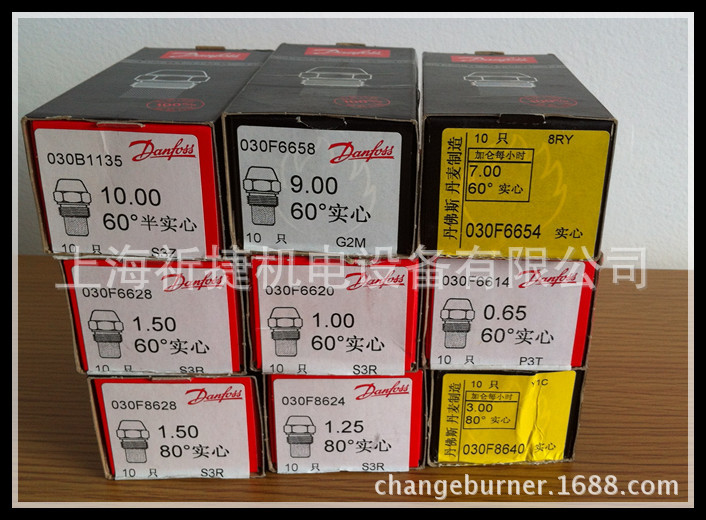 Danfoss
Danfoss
Danfoss
100%
100%
030B1135
Danfoss
10.00
60°半实心
10 只
S3Z
030F6658
Danfoss
9.00
60°实心
10 只
G2M
丹佛斯 丹麦制造
10 只
8RY
加仑每小时
7.00
60°
030F6654
实心
上海祈捷机电设备有限公司
030F6628
Danfoss
1.50
60°实心
10 只
S3R
030F6620
Danfoss
1.00
60°实心
10 只
S3R
030F6614
Danfoss
0.65
60°实心
10 只
P3T
030F8628
Danfoss
1.50
80°实心
10 只
S3R
030F8624
Danfoss
1.25
80°实心
10 只
S3R
丹佛斯 丹麦制造
10 只
加仑每小时
3.00
80°
030F8640
实心
changeburner.1688.com